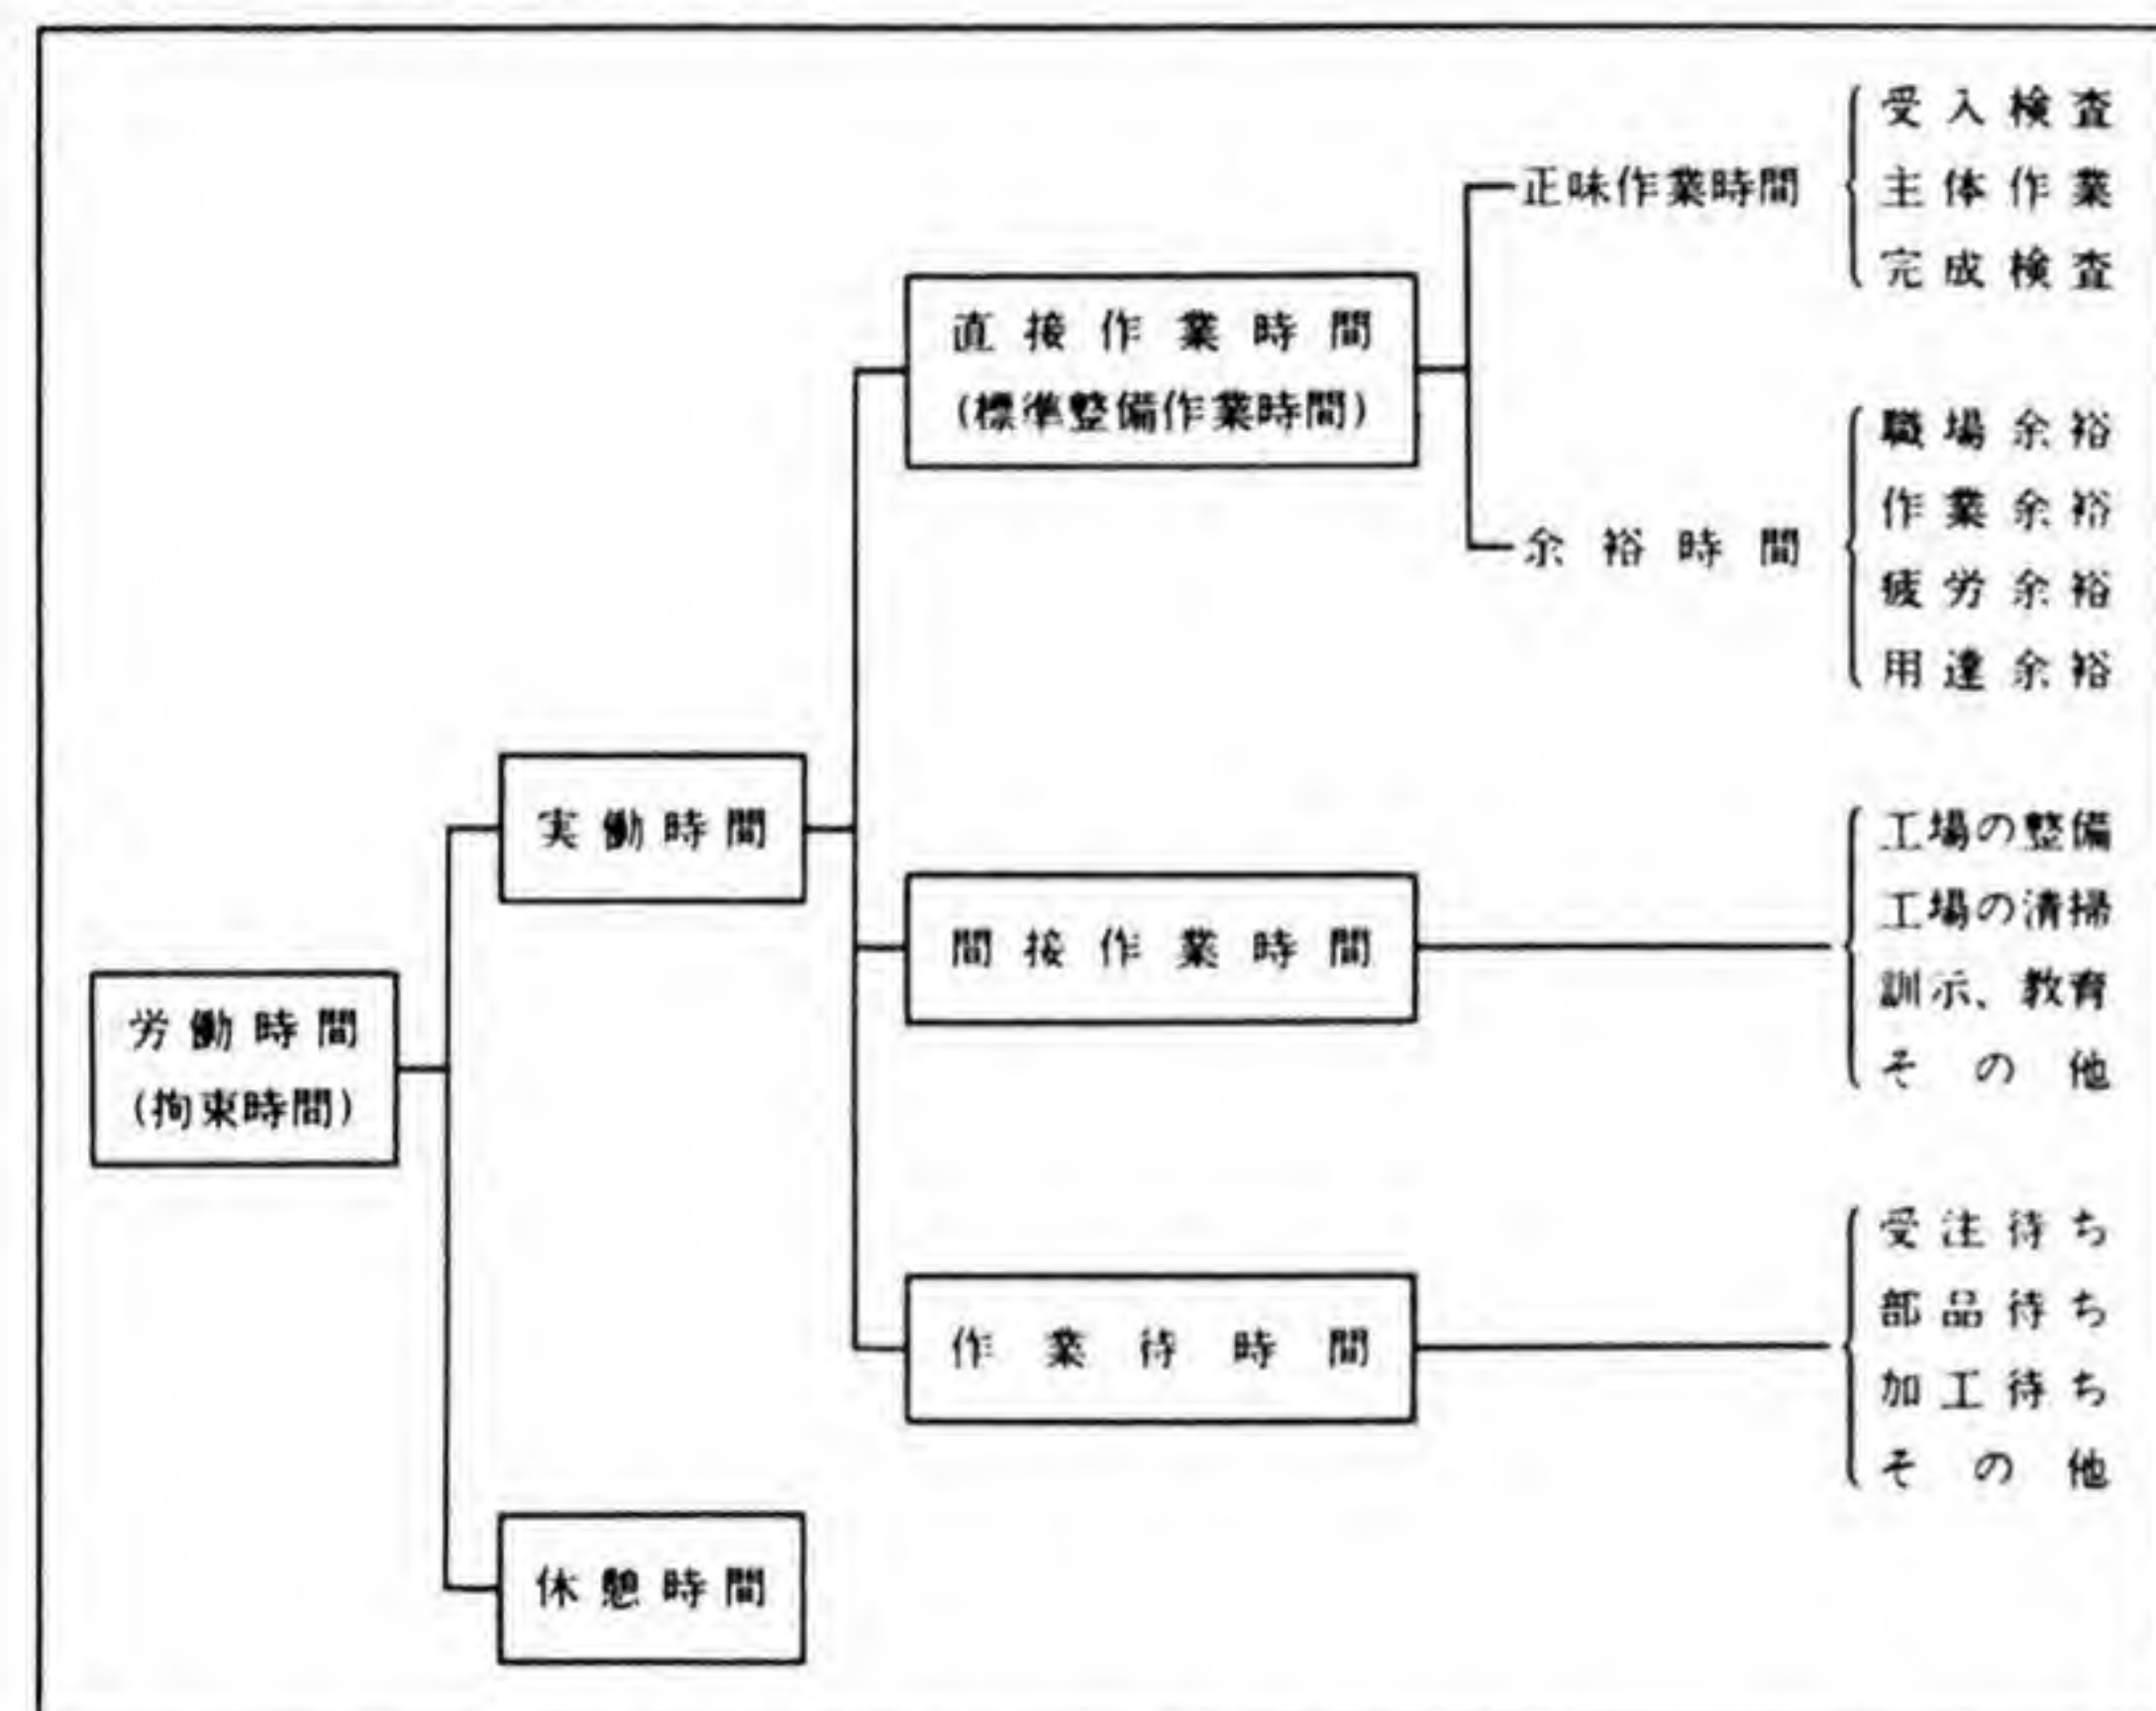 受入検査
正味作業時間
主体作業
完成検査
直接作業時間
(標準整備作業時間)
職場余裕
作業余裕
余裕時間
疲労余裕
用達余裕
実働時間
工場の整備
工場の清掃
間接作業時間
訓示、教育
その他
労働時間
(拘束時間)
受注待ち
部品待ち
作業待時間
加工待ち
その他
休憩時間